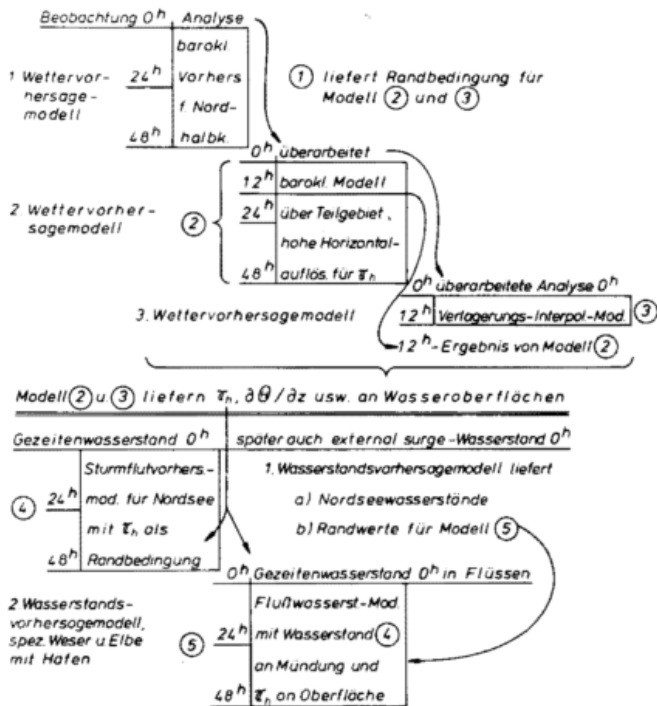 Beobachtung 0h Analyse
barokl.
1 Wettervor- 24h Vorhers
hersage- f. Nord-
modell 48h halbk.
① liefert Randbedingung für
Modell ② und ③
0h überarbeitet
12h barokl. Modell
2. Wettervorher- ② 24h über Teilgebiet,
sagemodell hohe Horizontal-
48h auflös. für τh
0h überarbeitete Analyse 0h
3. Wettervorhersagemodell 12h Verlagerungs-Interpol-Mod. ③
12h-Ergebnis von Modell ②
Modell ② u. ③ liefern τh, ∂Θ/∂z usw. an Wasseroberflächen
Gezeitenwasserstand 0h später auch external surge-Wasserstand 0h
Sturmflutvorhers.-
④ 24h mod. für Nordsee
mit τh als
48h Randbedingung
1. Wasserstandsvorhersagemodell liefert
a) Nordseewasserstände
b) Randwerte für Modell ⑤
0h Gezeitenwasserstand 0h in Flüssen
2 Wasserstands-
vorhersagemodell,
spez. Weser u. Elbe
mit Hafen
Flußwasserst-Mod.
⑤ 24h mit Wasserstand ④
an Mündung und
48h τh an Oberfläche